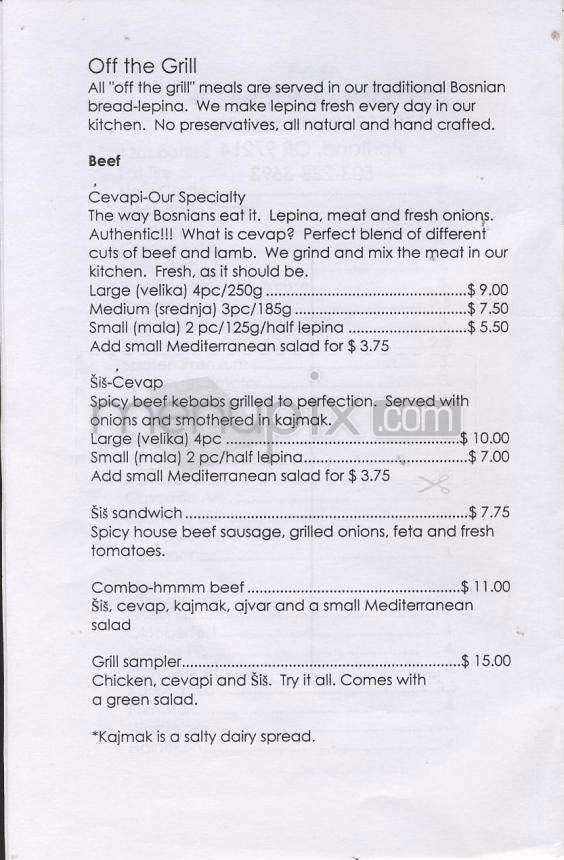 Off the Grill
All "off the grill" meals are served in our traditional Bosnian
bread-lepina. We make lepina fresh every day in our
kitchen. No preservatives, all natural and hand crafted.
Beef
Ćevapi-Our Specialty
The way Bosnians eat it. Lepina, meat and fresh onions.
Authentic!!! What is cevap? Perfect blend of different
cuts of beef and lamb. We grind and mix the meat in our
kitchen. Fresh, as it should be.
Large (velika) 4pc/250g ................................................$ 9.00
Medium (srednja) 3pc/185g .........................................$ 7.50
Small (mala) 2 pc/125g/half lepina ............................$ 5.50
Add small Mediterranean salad for $ 3.75
Šiš-Ćevap
Spicy beef kebabs grilled to perfection. Served with
onions and smothered in kajmak.
menupix.com
Large (velika) 4pc .........................................................$ 10.00
Small (mala) 2 pc/half lepina........................................$ 7.00
Add small Mediterranean salad for $ 3.75
Šiš sandwich ....................................................................$ 7.75
Spicy house beef sausage, grilled onions, feta and fresh
tomatoes.
Combo-hmmm beef ...................................................$ 11.00
Šiš, cevap, kajmak, ajvar and a small Mediterranean
salad
Grill sampler...................................................................$ 15.00
Chicken, cevapi and Šiš. Try it all. Comes with
a green salad.
*Kajmak is a salty dairy spread.